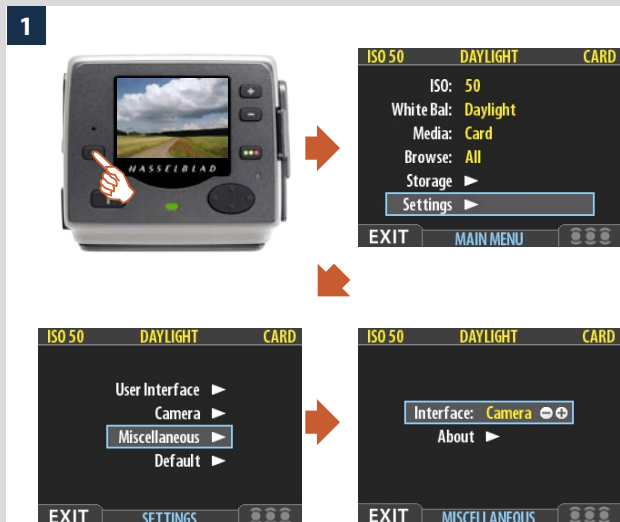 1
HASSELBLAD
ISO 50 DAYLIGHT CARD
ISO: 50
White Bal: Daylight
Media: Card
Browse: All
Storage ►
Settings ►
EXIT MAIN MENU
ISO 50 DAYLIGHT CARD
User Interface ►
Camera ►
Miscellaneous ►
Default ►
EXIT SETTINGS
ISO 50 DAYLIGHT CARD
Interface: Camera
About ►
EXIT MISCELLANEOUS